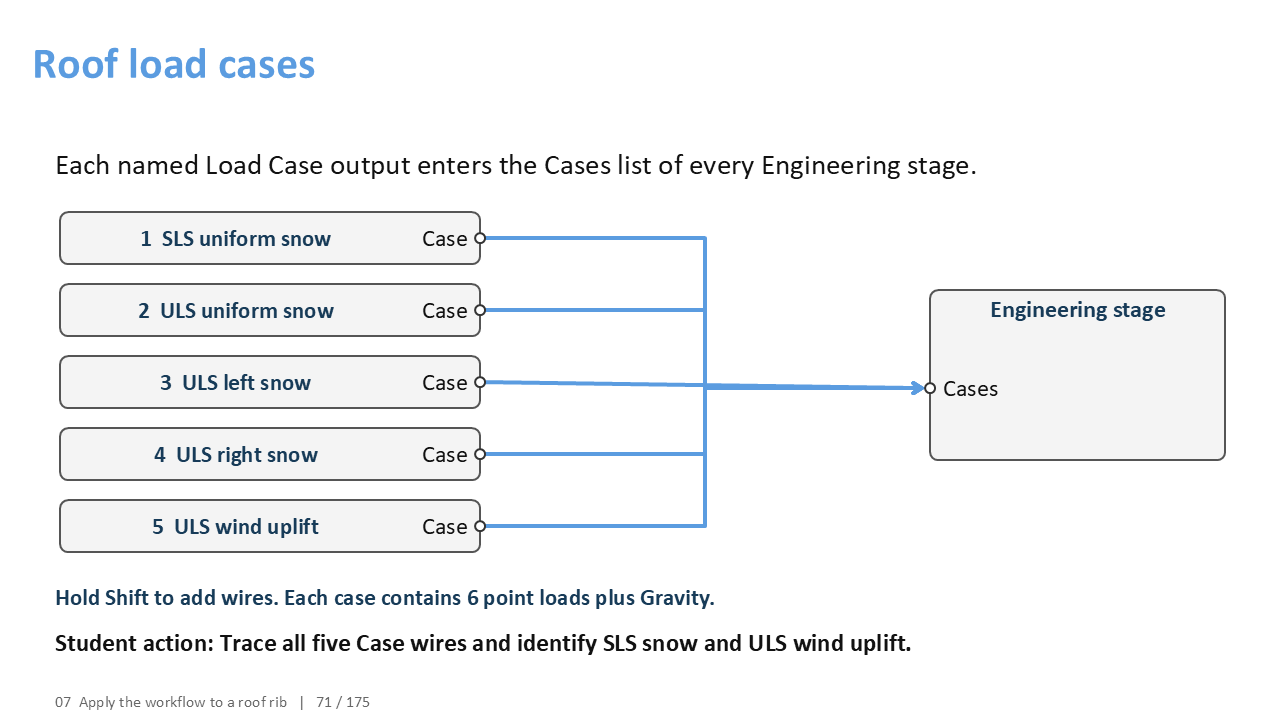 Roof load cases
Each named Load Case output enters the Cases list of every Engineering stage.
1  SLS uniform snow Case
2  ULS uniform snow Case
3  ULS left snow Case
4  ULS right snow Case
5  ULS wind uplift Case
Engineering stage
Cases
Hold Shift to add wires. Each case contains 6 point loads plus Gravity.
Student action: Trace all five Case wires and identify SLS snow and ULS wind uplift.
07  Apply the workflow to a roof rib  |  71 / 175